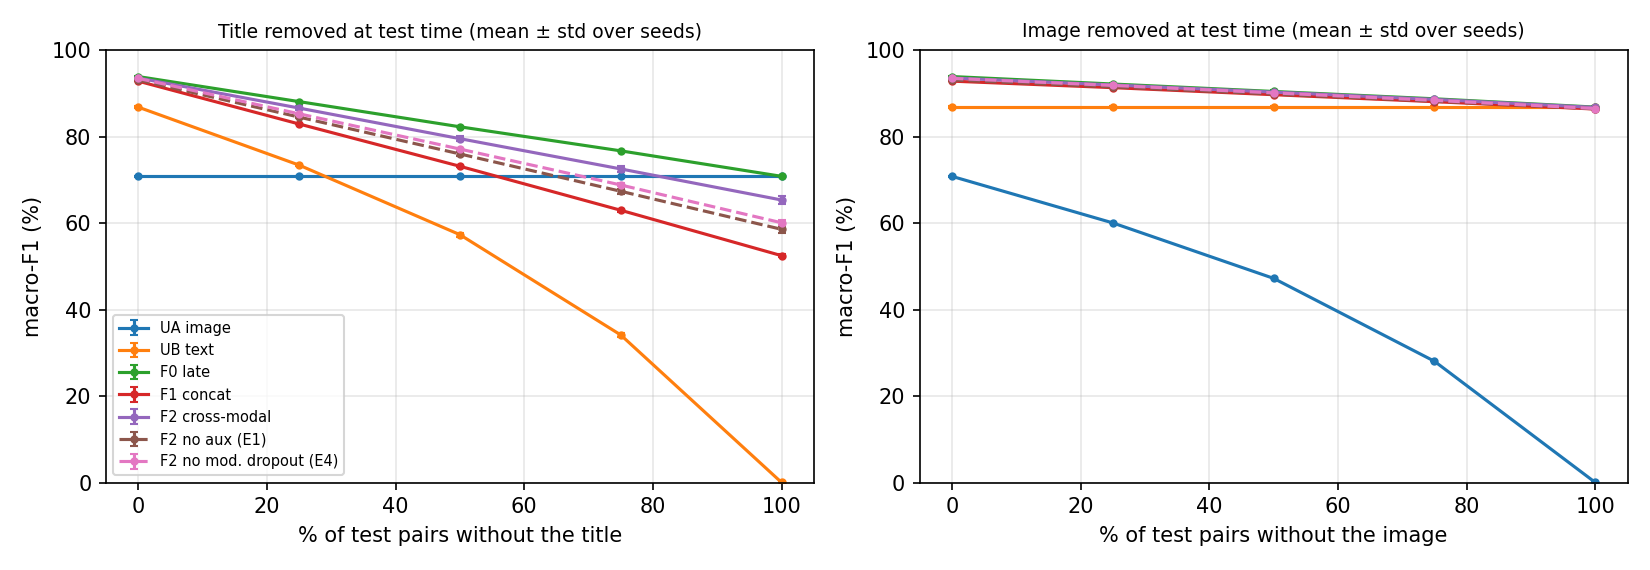 Title removed at test time (mean ± std over seeds)
macro-F1 (%)
100
80
60
40
20
0
UA image
UB text
F0 late
F1 concat
F2 cross-modal
F2 no aux (E1)
F2 no mod. dropout (E4)
0 20 40 60 80 100
% of test pairs without the title
Image removed at test time (mean ± std over seeds)
macro-F1 (%)
100
80
60
40
20
0
0 20 40 60 80 100
% of test pairs without the image